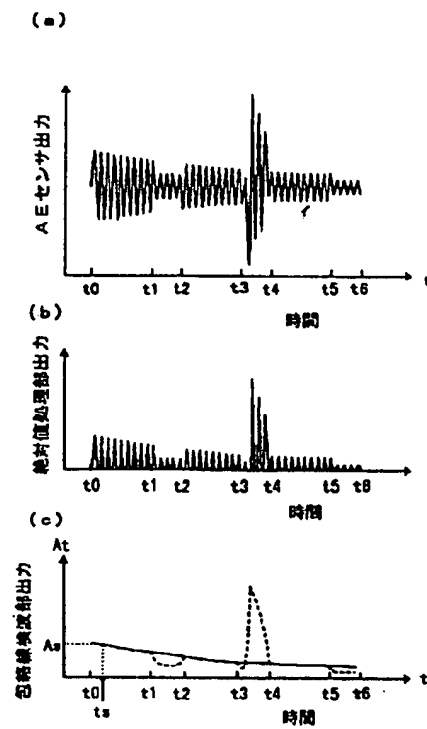 (a)
AEセンサ出力
t
t0 t1 t2 t3 t4 t5 t6
時間
(b)
絶対値処理部出力
t0 t1 t2 t3 t4 t5 t6
時間
(c)
At
包絡線検波部出力
As
t
t0 t1 t2 t3 t4 t5 t6
ts
時間